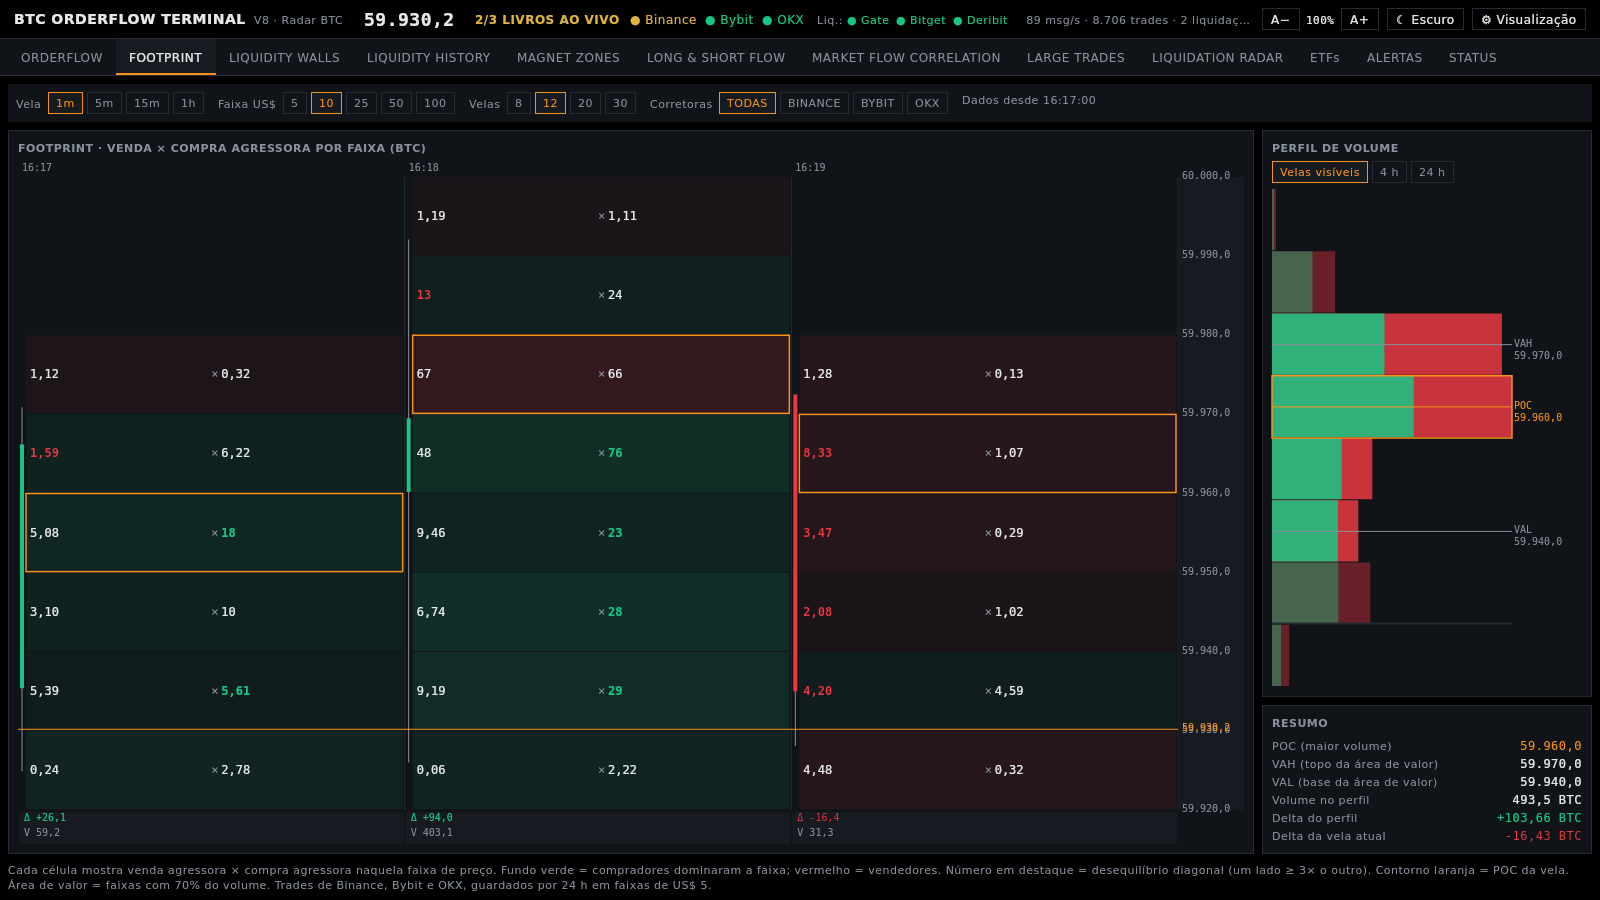 BTC ORDERFLOW TERMINAL V8 · Radar BTC 59.930,2 2/3 LIVROS AO VIVO ● Binance ● Bybit ● OKX Liq.: ● Gate ● Bitget ● Deribit 89 msg/s · 8.706 trades · 2 liquidaç… A− 100% A+ ☾ Escuro ⚙ Visualização
ORDERFLOW FOOTPRINT LIQUIDITY WALLS LIQUIDITY HISTORY MAGNET ZONES LONG & SHORT FLOW MARKET FLOW CORRELATION LARGE TRADES LIQUIDATION RADAR ETFs ALERTAS STATUS
Vela 1m 5m 15m 1h Faixa US$ 5 10 25 50 100 Velas 8 12 20 30 Corretoras TODAS BINANCE BYBIT OKX Dados desde 16:17:00
FOOTPRINT · VENDA × COMPRA AGRESSORA POR FAIXA (BTC)
16:17 16:18 16:19
60.000,0
1,19 × 1,11
59.990,0
13 × 24
59.980,0
1,12 × 0,32 67 × 66 1,28 × 0,13
59.970,0
1,59 × 6,22 48 × 76 8,33 × 1,07
59.960,0
5,08 × 18 9,46 × 23 3,47 × 0,29
59.950,0
3,10 × 10 6,74 × 28 2,08 × 1,02
59.940,0
5,39 × 5,61 9,19 × 29 4,20 × 4,59
59.930,2
0,24 × 2,78 0,06 × 2,22 4,48 × 0,32
59.920,0
Δ +26,1 Δ +94,0 Δ -16,4
V 59,2 V 403,1 V 31,3
PERFIL DE VOLUME
Velas visíveis 4 h 24 h
VAH
59.970,0
POC
59.960,0
VAL
59.940,0
RESUMO
POC (maior volume) 59.960,0
VAH (topo da área de valor) 59.970,0
VAL (base da área de valor) 59.940,0
Volume no perfil 493,5 BTC
Delta do perfil +103,66 BTC
Delta da vela atual -16,43 BTC
Cada célula mostra venda agressora × compra agressora naquela faixa de preço. Fundo verde = compradores dominaram a faixa; vermelho = vendedores. Número em destaque = desequilíbrio diagonal (um lado ≥ 3× o outro). Contorno laranja = POC da vela.
Área de valor = faixas com 70% do volume. Trades de Binance, Bybit e OKX, guardados por 24 h em faixas de US$ 5.